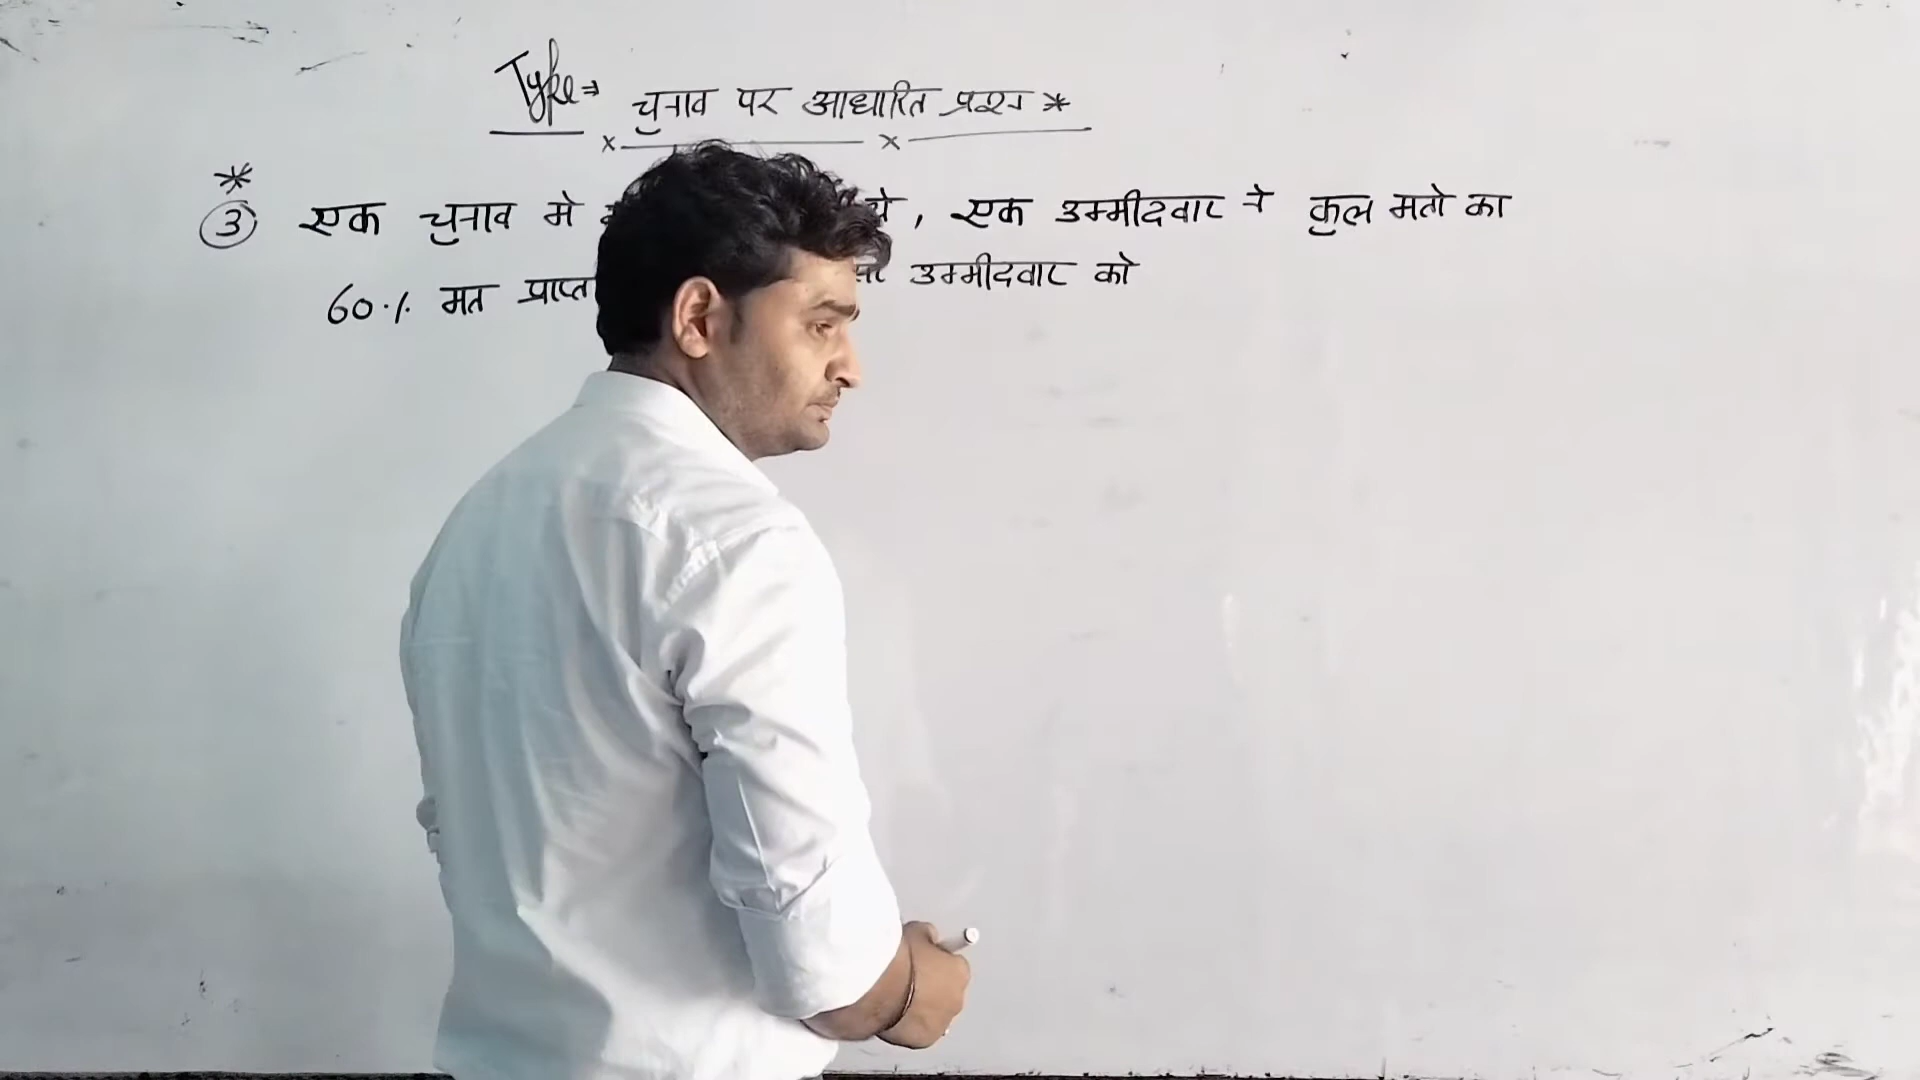 Type⇒ चुनाव पर आधारित प्रश्न *
*
3 एक चुनाव मे थे , एक उम्मीदवार ने कुल मतो का
60% मत प्राप्त उम्मीदवार को